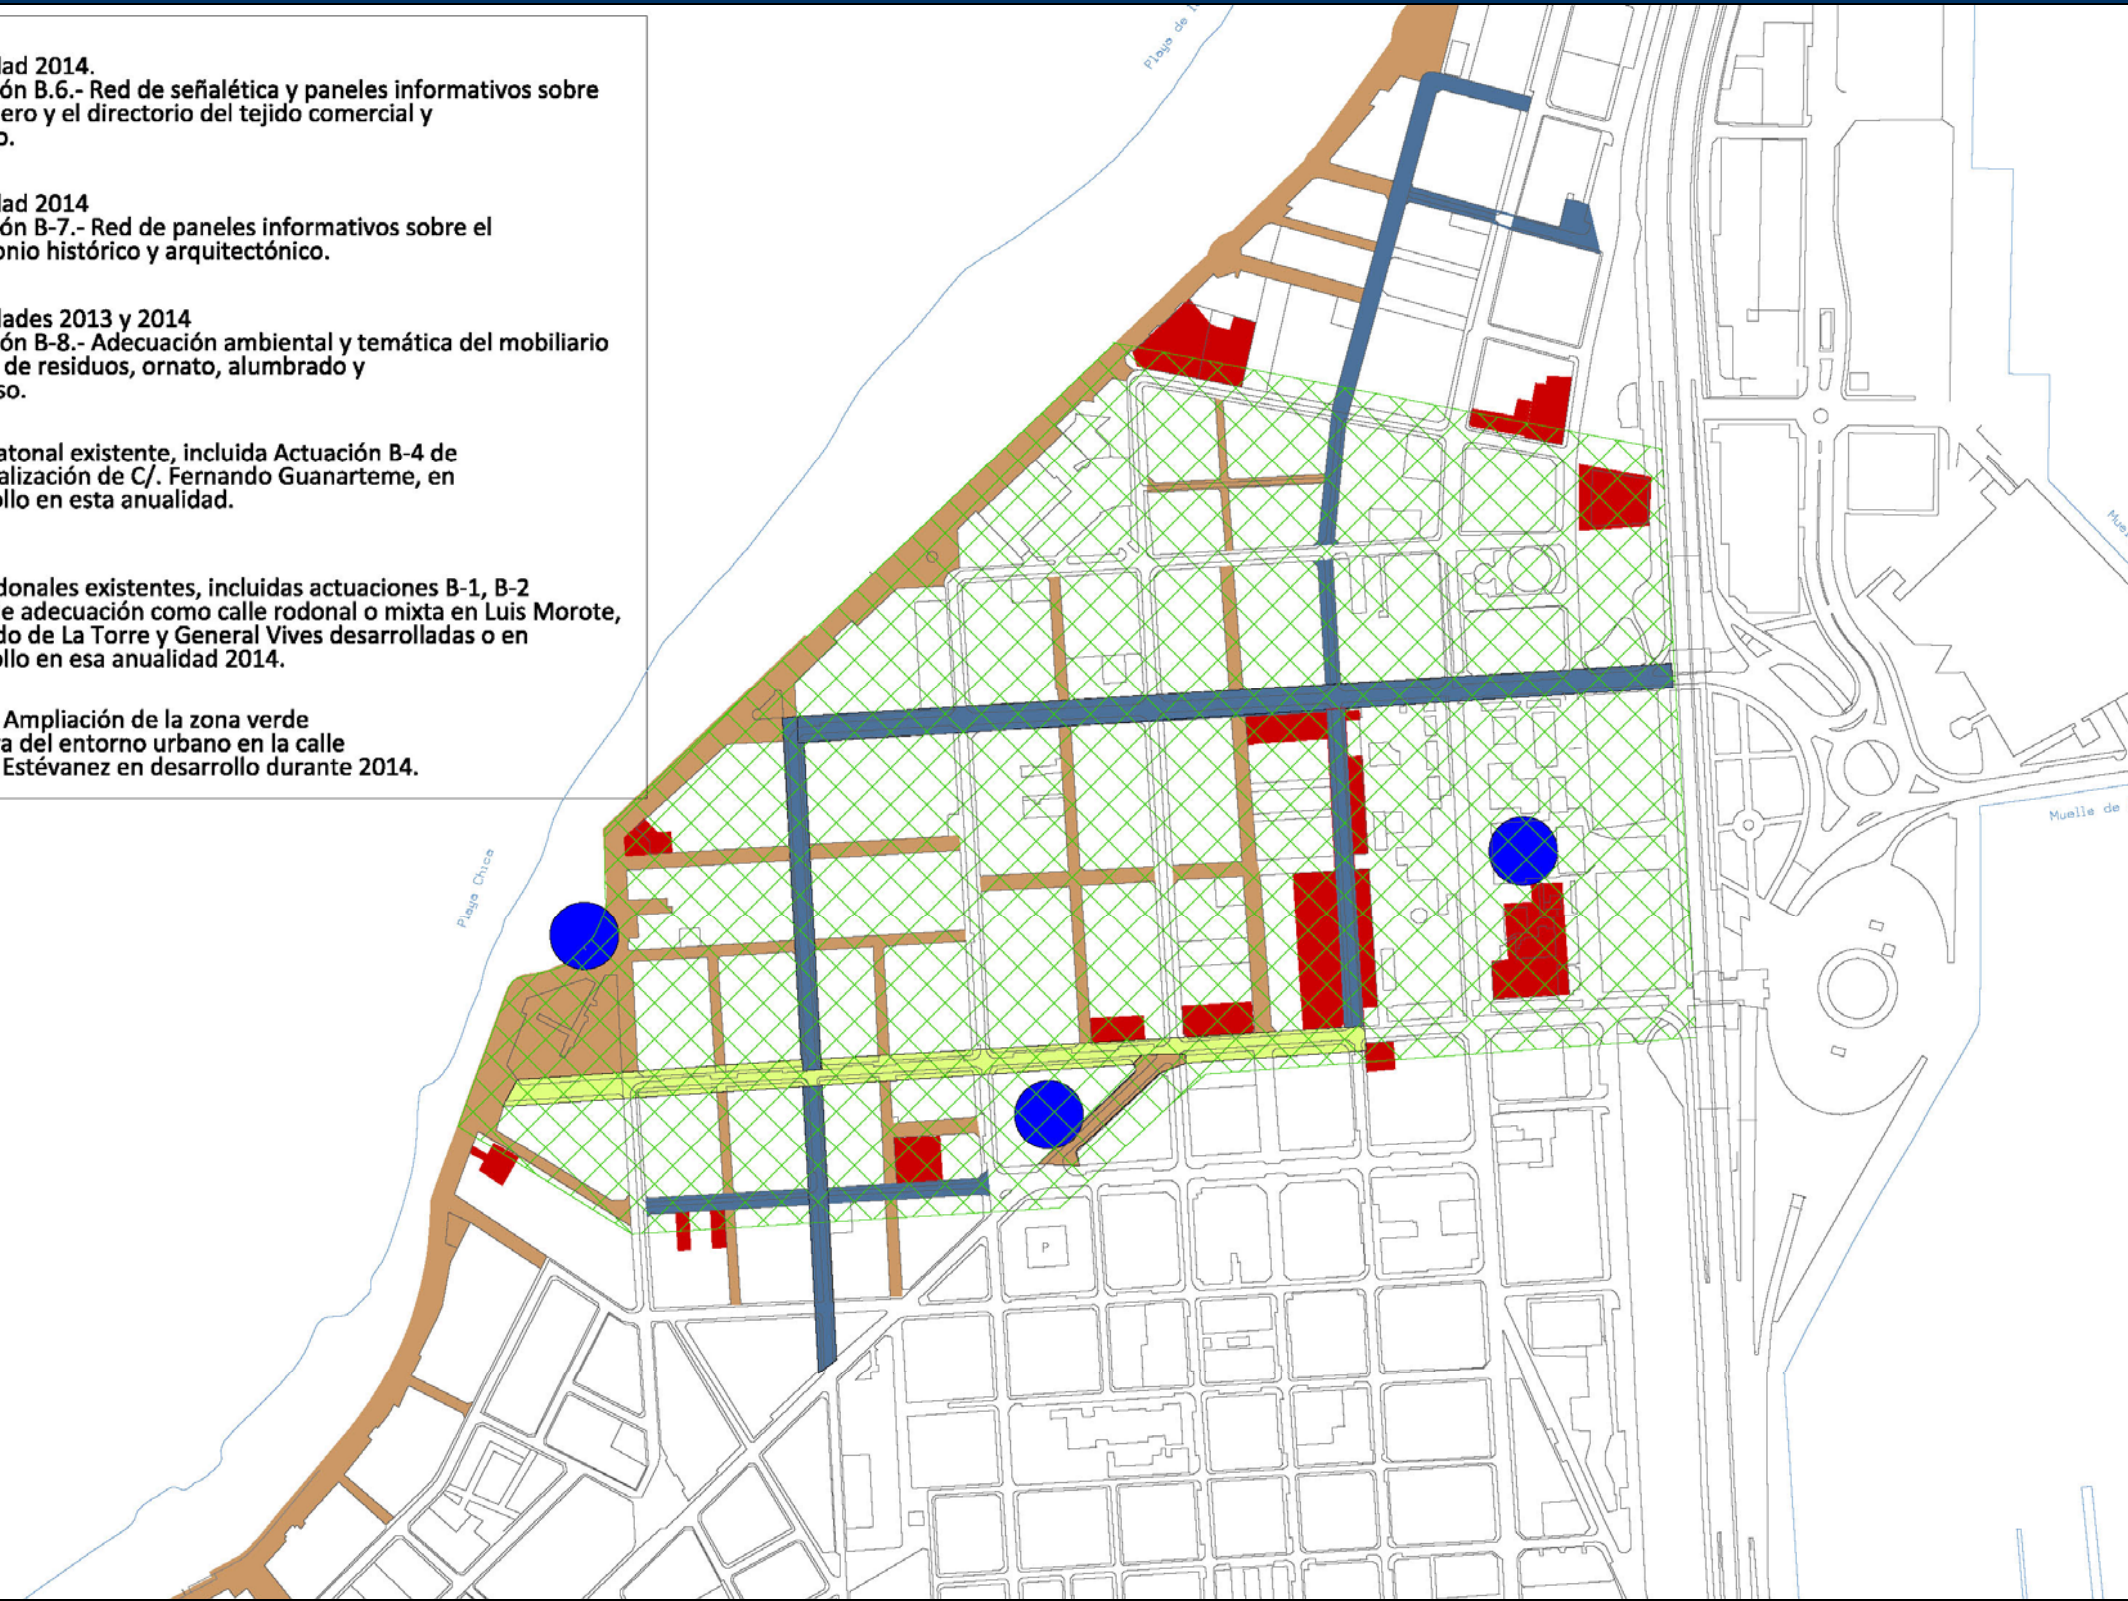 dad 2014.
ón B.6.- Red de señalética y paneles informativos sobre
ero y el directorio del tejido comercial y
o.
dad 2014
ón B-7.- Red de paneles informativos sobre el
onio histórico y arquitectónico.
dades 2013 y 2014
ón B-8.- Adecuación ambiental y temática del mobiliario
de residuos, ornato, alumbrado y
so.
atonal existente, incluida Actuación B-4 de
alización de C/. Fernando Guanarteme, en
ollo en esta anualidad.
donales existentes, incluidas actuaciones B-1, B-2
e adecuación como calle rodonal o mixta en Luis Morote,
do de La Torre y General Vives desarrolladas o en
ollo en esa anualidad 2014.
Ampliación de la zona verde
a del entorno urbano en la calle
Estévanez en desarrollo durante 2014.
Playa de
Playa Chica
Muelle de
P